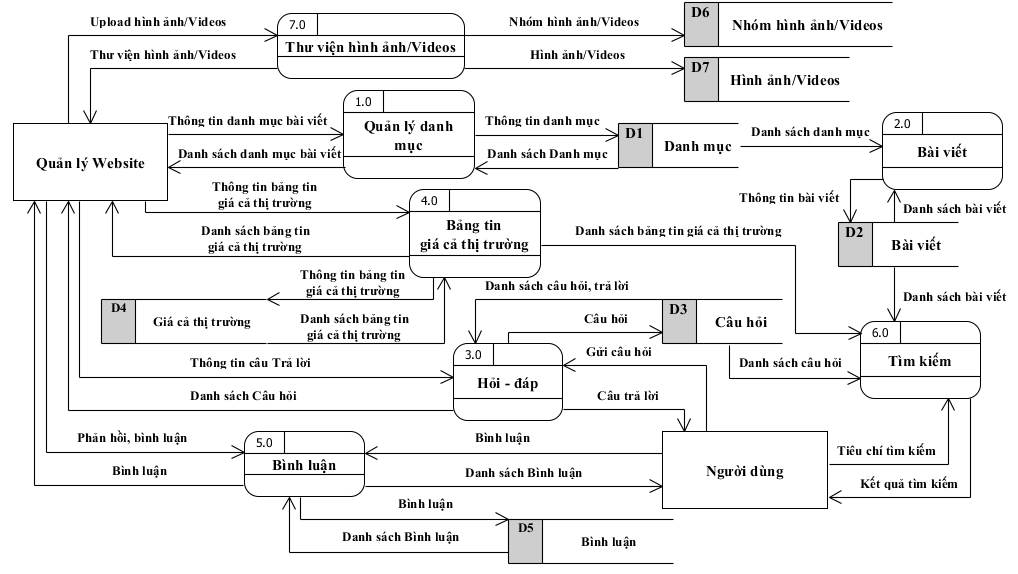 Upload hình ảnh/Videos
7.0
Thư viện hình ảnh/Videos
Nhóm hình ảnh/Videos
D6
Nhóm hình ảnh/Videos
Thư viện hình ảnh/Videos
Hình ảnh/Videos
D7
Hình ảnh/Videos
1.0
Quản lý danh
mục
Thông tin danh mục bài viết
Danh sách danh mục bài viết
Thông tin danh mục
Danh sách Danh mục
D1
Danh mục
Danh sách danh mục
2.0
Bài viết
Quản lý Website
Thông tin bảng tin
giá cả thị trường
4.0
Bảng tin
giá cả thị trường
Danh sách bảng tin
giá cả thị trường
Danh sách bảng tin giá cả thị trường
Thông tin bài viết
Danh sách bài viết
D2
Bài viết
Thông tin bảng tin
giá cả thị trường
Danh sách câu hỏi, trả lời
Danh sách bài viết
D4
Giá cả thị trường
Danh sách bảng tin
giá cả thị trường
Câu hỏi
D3
Câu hỏi
6.0
Tìm kiếm
Thông tin câu Trả lời
3.0
Hỏi - đáp
Gửi câu hỏi
Danh sách câu hỏi
Danh sách Câu hỏi
Câu trả lời
Phản hồi, bình luận
5.0
Bình luận
Bình luận
Bình luận
Danh sách Bình luận
Người dùng
Tiêu chí tìm kiếm
Kết quả tìm kiếm
Bình luận
Danh sách Bình luận
D5
Bình luận